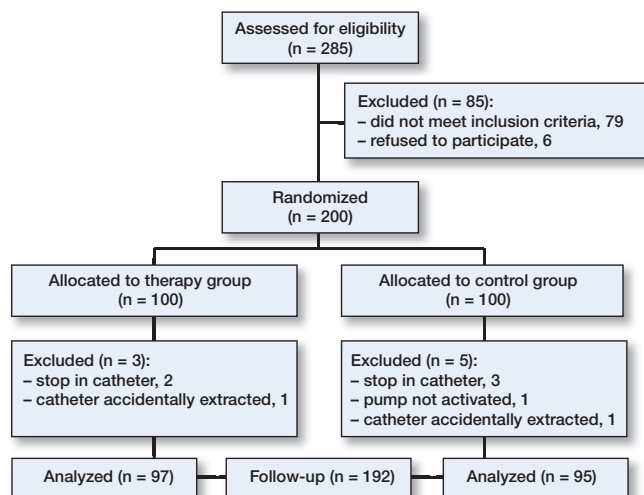 Assessed for eligibility
(n = 285)
Excluded (n = 85):
– did not meet inclusion criteria, 79
– refused to participate, 6
Randomized
(n = 200)
Allocated to therapy group
(n = 100)
Allocated to control group
(n = 100)
Excluded (n = 3):
– stop in catheter, 2
– catheter accidentally extracted, 1
Excluded (n = 5):
– stop in catheter, 3
– pump not activated, 1
– catheter accidentally extracted, 1
Analyzed (n = 97)
Follow-up (n = 192)
Analyzed (n = 95)